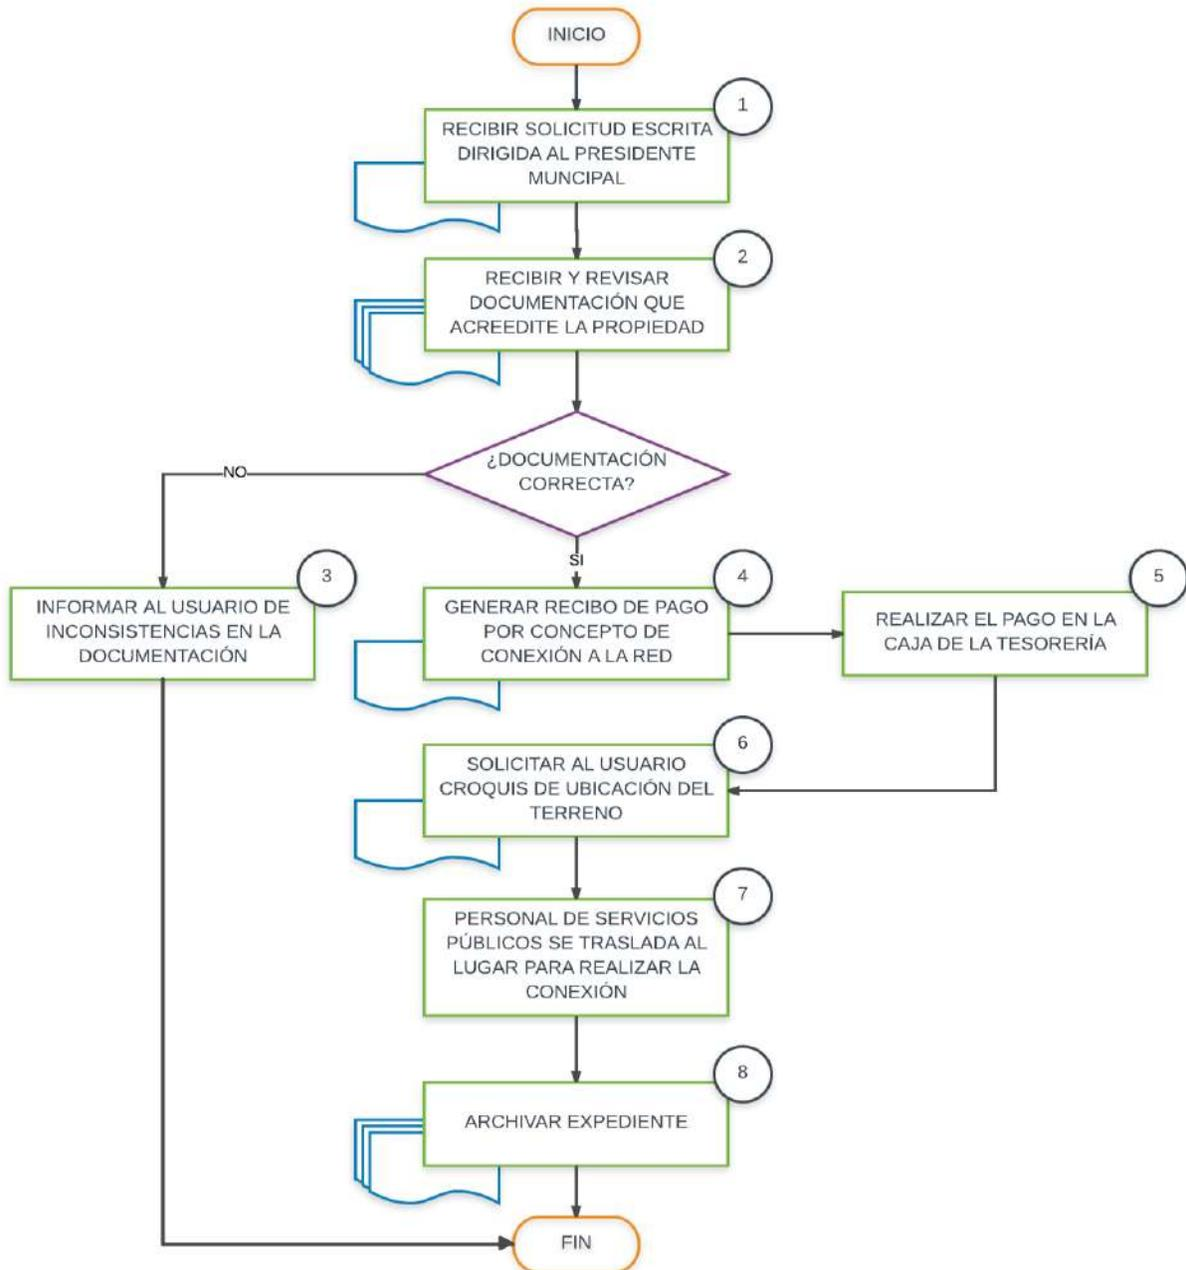 INICIO
1
RECIBIR SOLICITUD ESCRITA
DIRIGIDA AL PRESIDENTE
MUNCIPAL
2
RECIBIR Y REVISAR
DOCUMENTACIÓN QUE
ACREEDITE LA PROPIEDAD
¿DOCUMENTACIÓN
CORRECTA?
NO
SI
3
INFORMAR AL USUARIO DE
INCONSISTENCIAS EN LA
DOCUMENTACIÓN
4
GENERAR RECIBO DE PAGO
POR CONCEPTO DE
CONEXIÓN A LA RED
5
REALIZAR EL PAGO EN LA
CAJA DE LA TESORERÍA
6
SOLICITAR AL USUARIO
CROQUIS DE UBICACIÓN DEL
TERRENO
7
PERSONAL DE SERVICIOS
PÚBLICOS SE TRASLADA AL
LUGAR PARA REALIZAR LA
CONEXIÓN
8
ARCHIVAR EXPEDIENTE
FIN